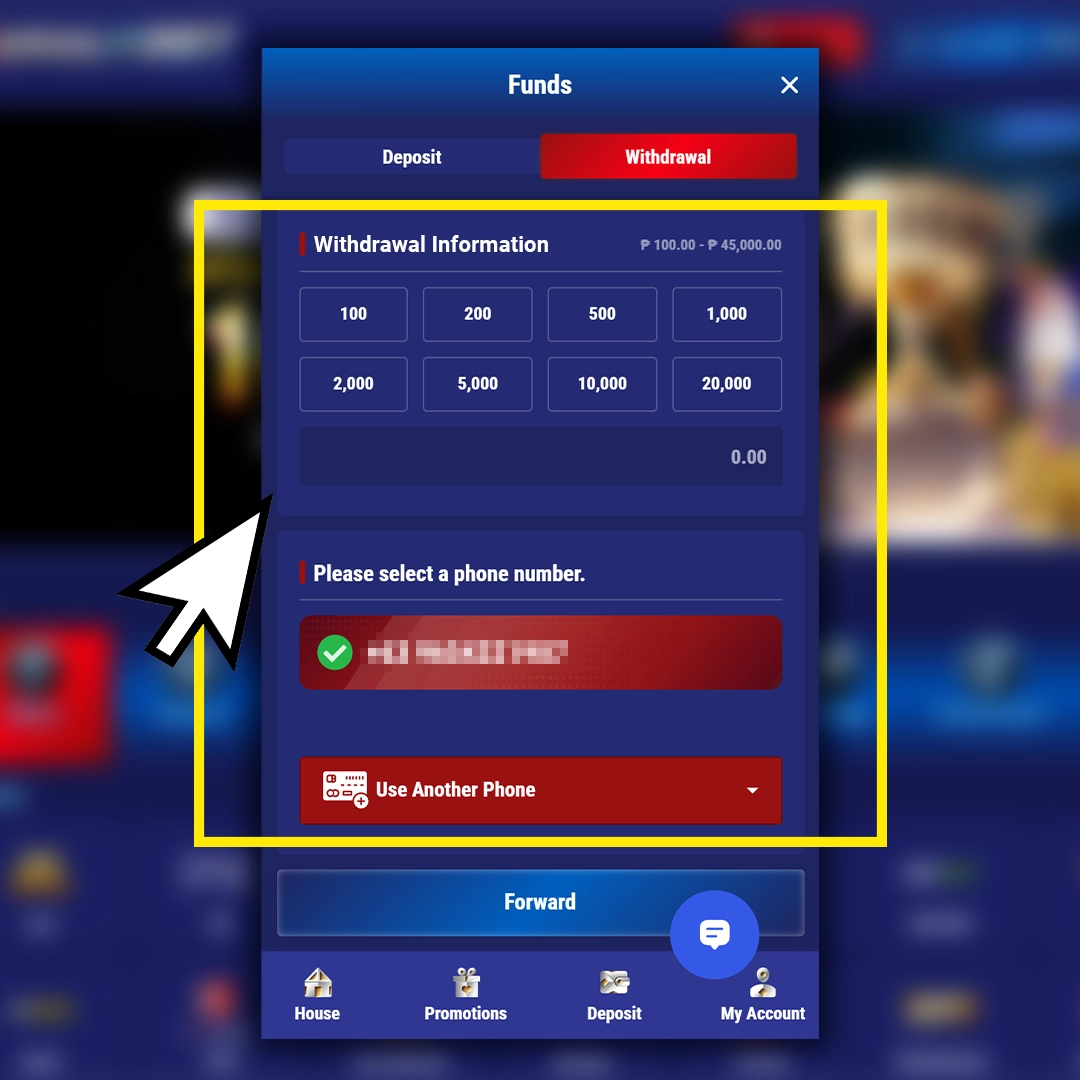 Funds
Deposit
Withdrawal
Withdrawal Information
₱ 100.00 - ₱ 45,000.00
100
200
500
1,000
2,000
5,000
10,000
20,000
0.00
Please select a phone number.
Use Another Phone
Forward
House
Promotions
Deposit
My Account